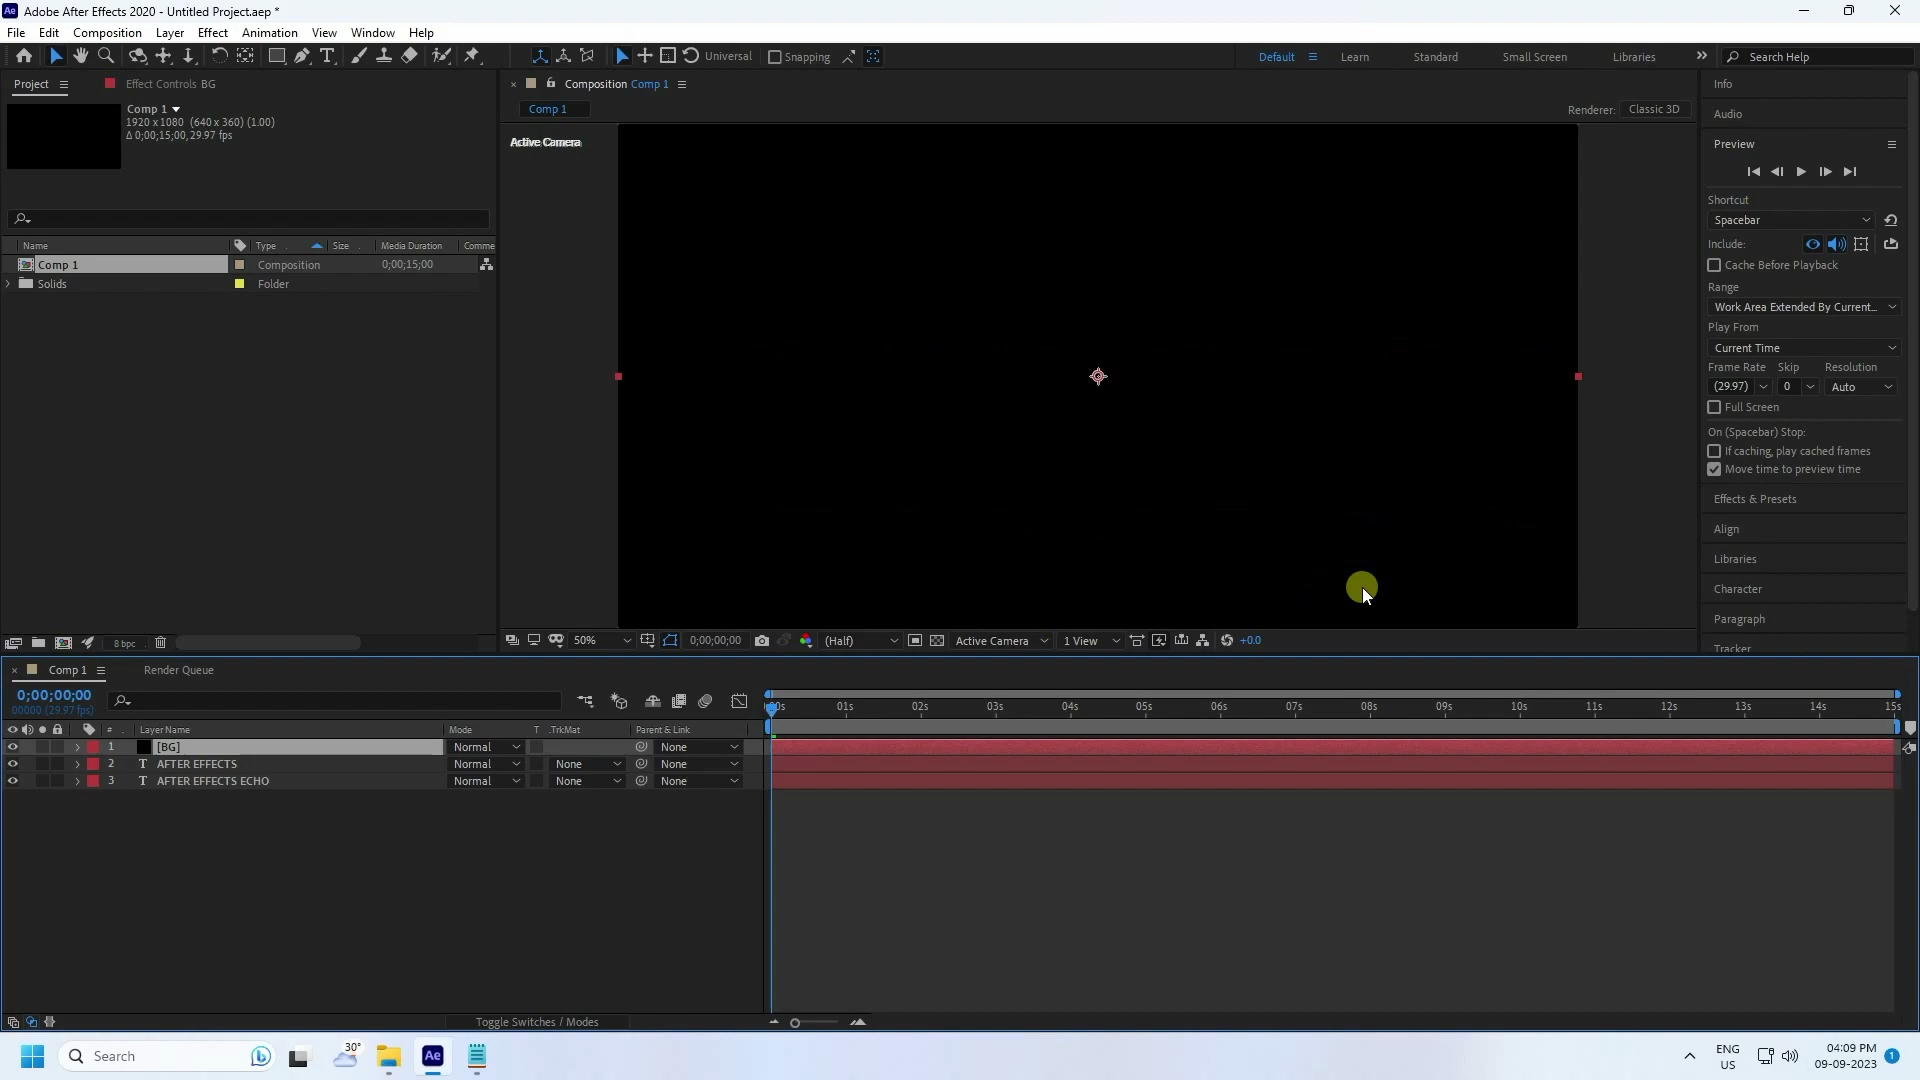 Adobe After Effects 2020 - Untitled Project.aep *
File Edit Composition Layer Effect Animation View Window Help
Universal Snapping Default Learn Standard Small Screen Libraries Search Help
Project Effect Controls BG
Comp 1
1920 x 1080 (640 x 360) (1.00)
Δ 0;00;15;00, 29.97 fps
Name Type Size Media Duration Comme
Comp 1 Composition 0;00;15;00
Solids Folder
8 bpc
Composition Comp 1
Comp 1
Renderer: Classic 3D
Active Camera
50% 0;00;00;00 (Half) Active Camera 1 View +0.0
Info
Audio
Preview
Shortcut
Spacebar
Include:
Cache Before Playback
Range
Work Area Extended By Current...
Play From
Current Time
Frame Rate Skip Resolution
(29.97) 0 Auto
Full Screen
On (Spacebar) Stop:
If caching, play cached frames
Move time to preview time
Effects & Presets
Align
Libraries
Character
Paragraph
Tracker
Comp 1 Render Queue
0;00;00;00
00000 (29.97 fps)
00s 01s 02s 03s 04s 05s 06s 07s 08s 09s 10s 11s 12s 13s 14s 15s
# Layer Name Mode T .TrkMat Parent & Link
1 [BG] Normal None
2 T AFTER EFFECTS Normal None None
3 T AFTER EFFECTS ECHO Normal None None
Toggle Switches / Modes
Search 30° Ae
ENG
US
04:09 PM
09-09-2023
1